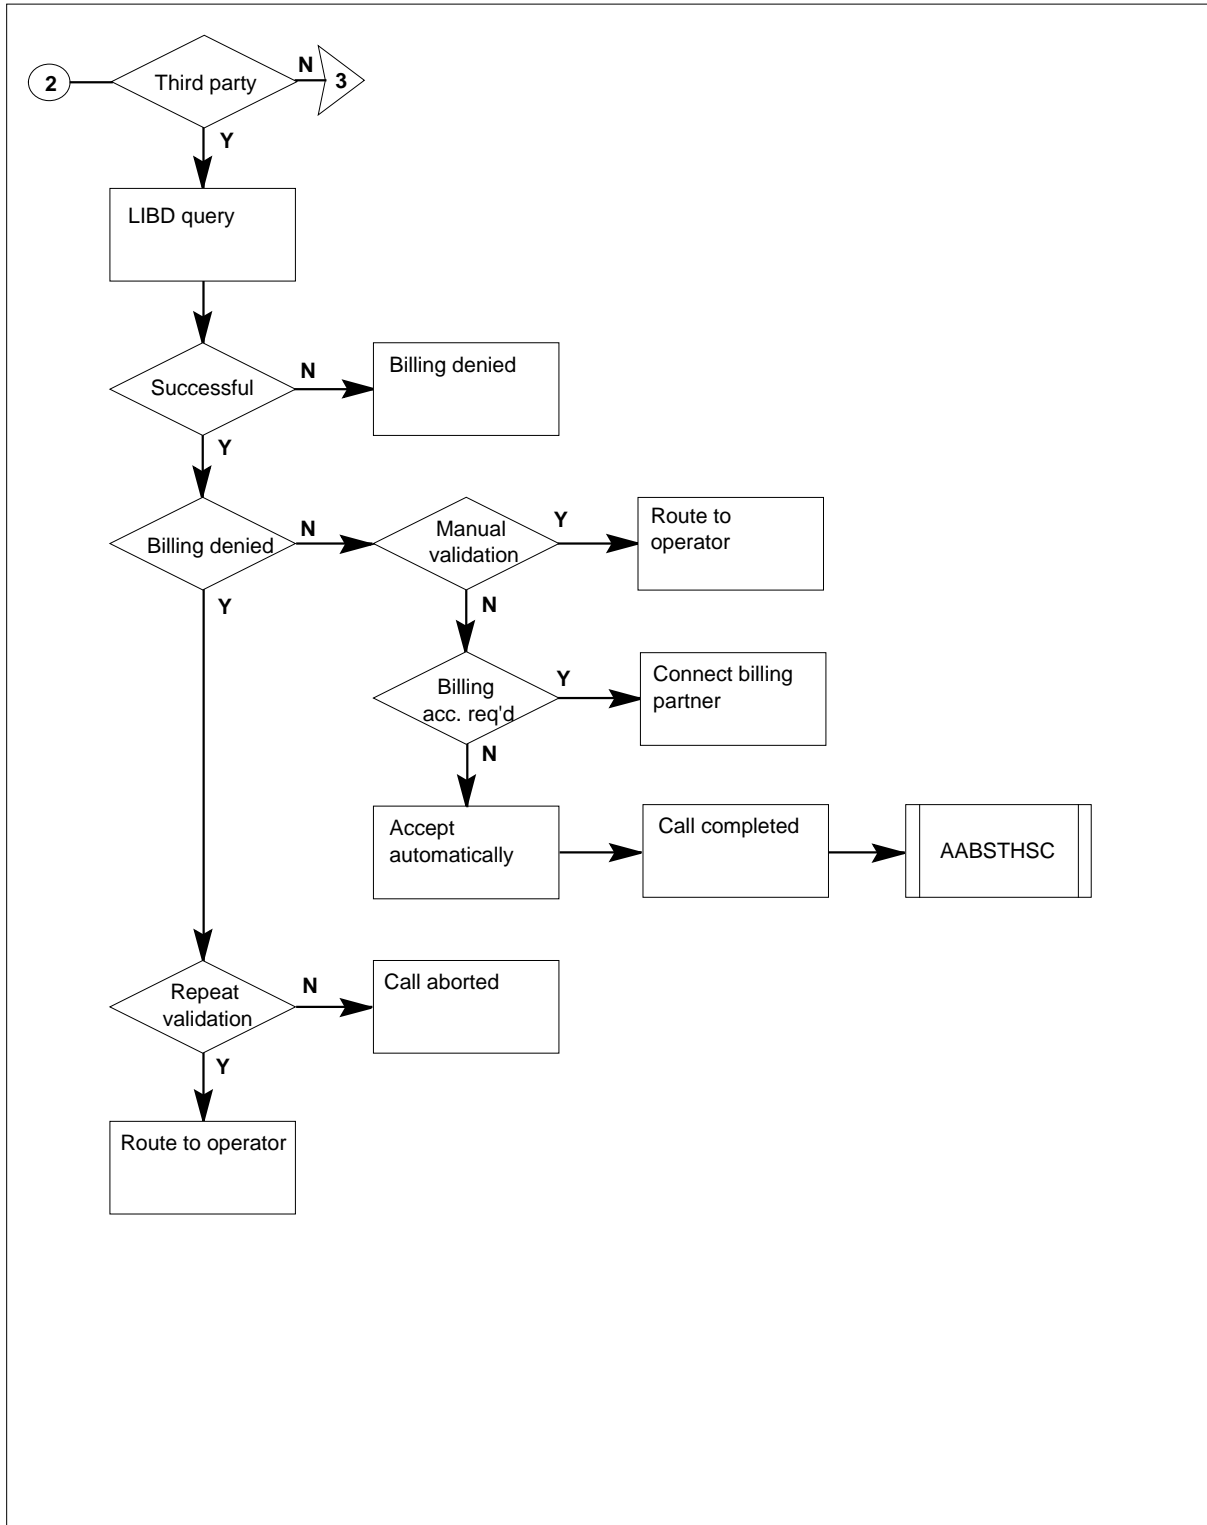 2
Third party
N
3
Y
LIBD query
Successful
N
Billing denied
Y
Billing denied
N
Manual
validation
Y
Route to
operator
Y
N
Billing
acc. req'd
Y
Connect billing
partner
N
Accept
automatically
Call completed
AABSTHSC
Repeat
validation
N
Call aborted
Y
Route to operator